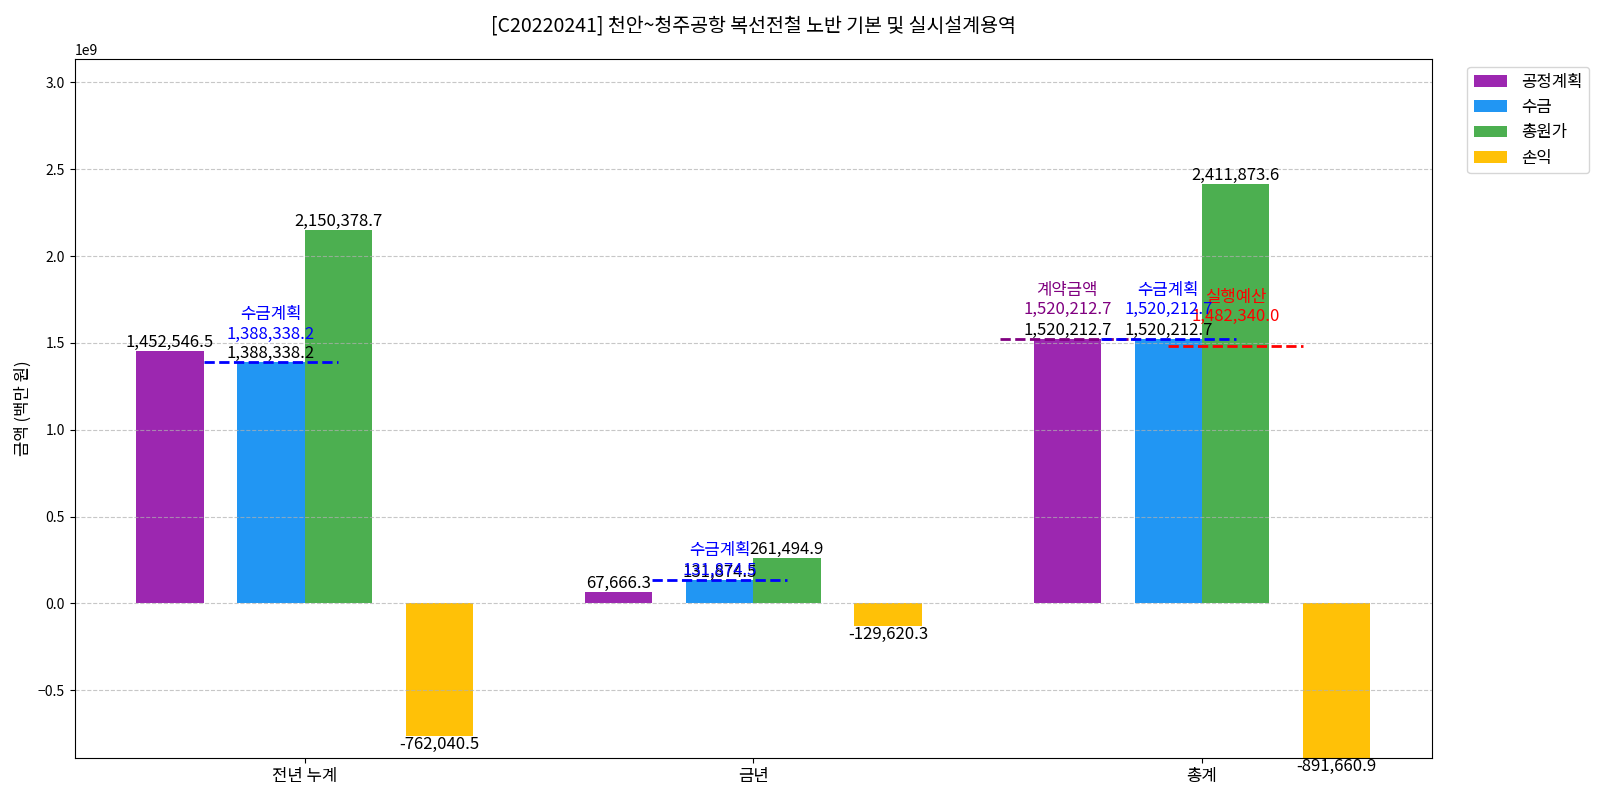 [C20220241] 천안~청주공항 복선전철 노반 기본 및 실시설계용역
1e9
3.0
2.5
2.0
1.5
1.0
0.5
0.0
−0.5
금액 (백만 원)
공정계획
수금
총원가
손익
1,452,546.5
수금계획
1,388,338.2
1,388,338.2
2,150,378.7
-762,040.5
67,666.3
수금계획
131,874.5
131,874.5
261,494.9
-129,620.3
계약금액
1,520,212.7
1,520,212.7
수금계획
1,520,212.7
1,520,212.7
실행예산
1,482,340.0
2,411,873.6
-891,660.9
전년 누계
금년
총계